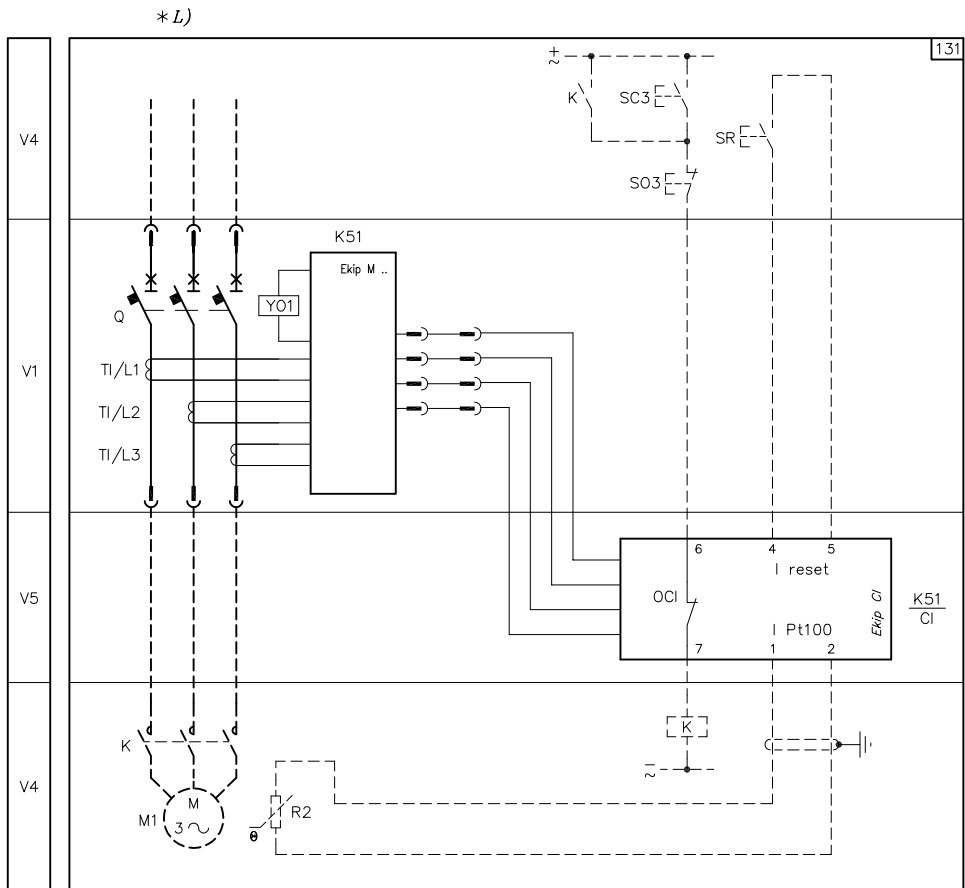 * L)
131
+
~
K
SC3
SR
V4
SO3
K51
Ekip M ..
YO1
Q
TI/L1
V1
TI/L2
TI/L3
6 4 5
I reset
OCI
V5
Ekip CI
K51
CI
I Pt100
7 1 2
K
K
-
~
V4
M
M1
3 ~
R2
θ